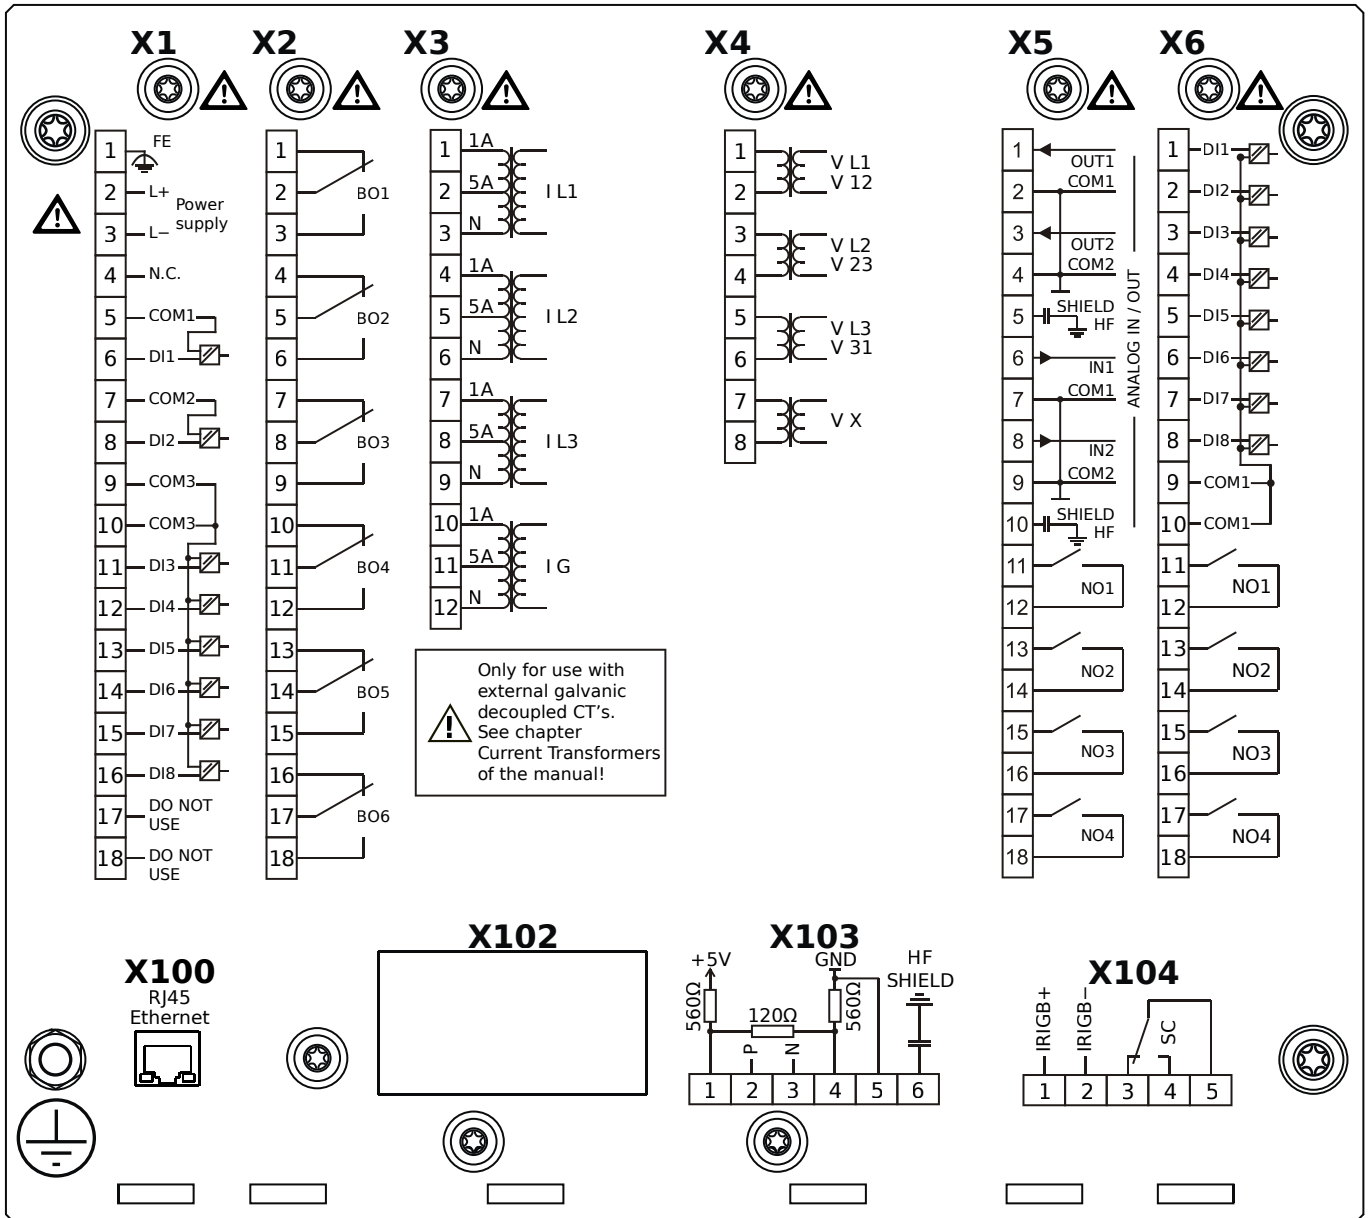 X1
X2
X3
X4
X5
X6
1 FE
2 L+
Power
supply
3 L−
4 N.C.
5 COM1
6 DI1
7 COM2
8 DI2
9 COM3
10 COM3
11 DI3
12 DI4
13 DI5
14 DI6
15 DI7
16 DI8
17 DO NOT
USE
18 DO NOT
USE
1
2 BO1
3
4
5 BO2
6
7
8 BO3
9
10
11 BO4
12
13
14 BO5
15
16
17 BO6
18
1 1A
2 5A I L1
3 N
4 1A
5 5A I L2
6 N
7 1A
8 5A I L3
9 N
10 1A
11 5A I G
12 N
Only for use with
external galvanic
decoupled CT's.
See chapter
Current Transformers
of the manual!
1 V L1
2 V 12
3 V L2
4 V 23
5 V L3
6 V 31
7 V X
8
1 OUT1
2 COM1
3 OUT2
4 COM2
5 SHIELD
HF
6 IN1
7 COM1
8 IN2
9 COM2
10 SHIELD
HF
ANALOG IN / OUT
11 NO1
12
13 NO2
14
15 NO3
16
17 NO4
18
1 DI1
2 DI2
3 DI3
4 DI4
5 DI5
6 DI6
7 DI7
8 DI8
9 COM1
10 COM1
11 NO1
12
13 NO2
14
15 NO3
16
17 NO4
18
X100
RJ45
Ethernet
X102
X103
+5V GND HF
SHIELD
560Ω 120Ω 560Ω
P N
1 2 3 4 5 6
X104
IRIGB+ IRIGB− SC
1 2 3 4 5